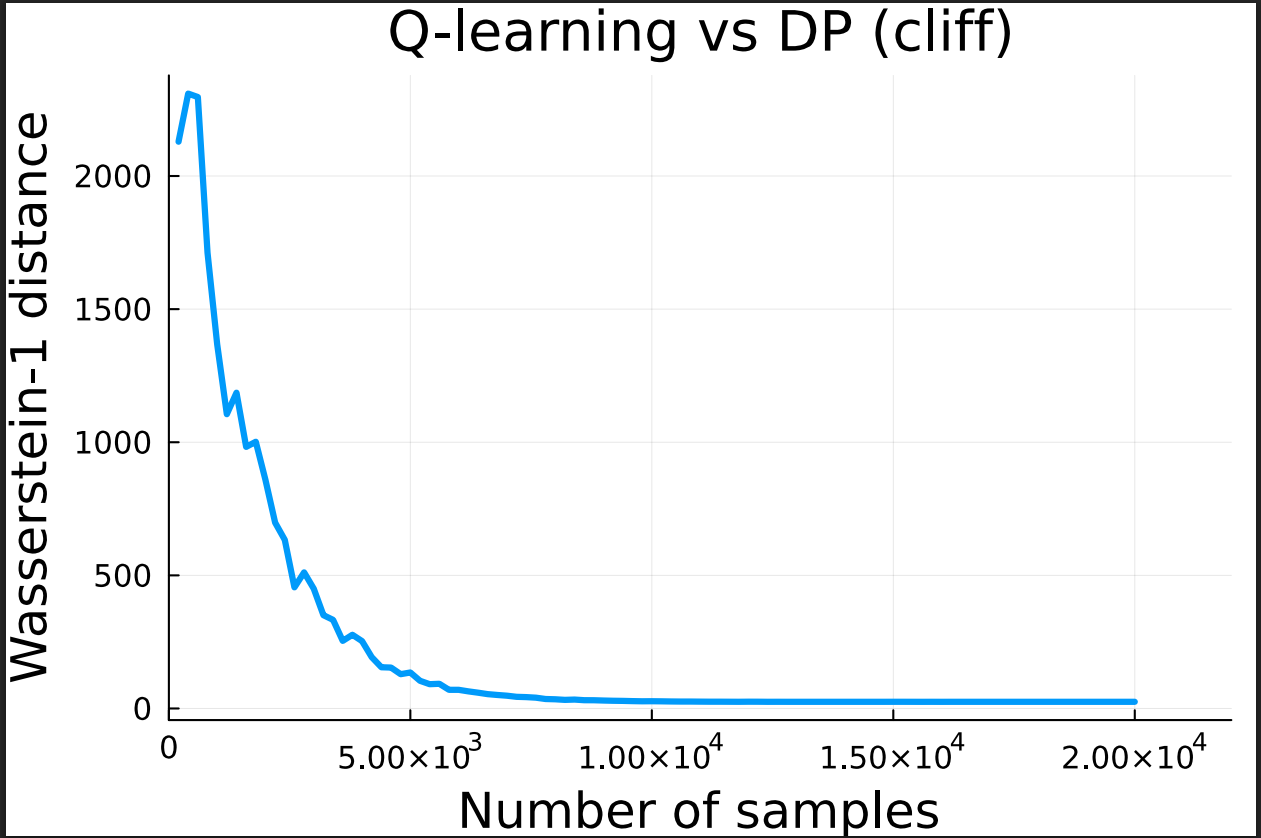 Q-learning vs DP (cliff)
Wasserstein-1 distance
2000
1500
1000
500
0
0 5.00×10³ 1.00×10⁴ 1.50×10⁴ 2.00×10⁴
Number of samples